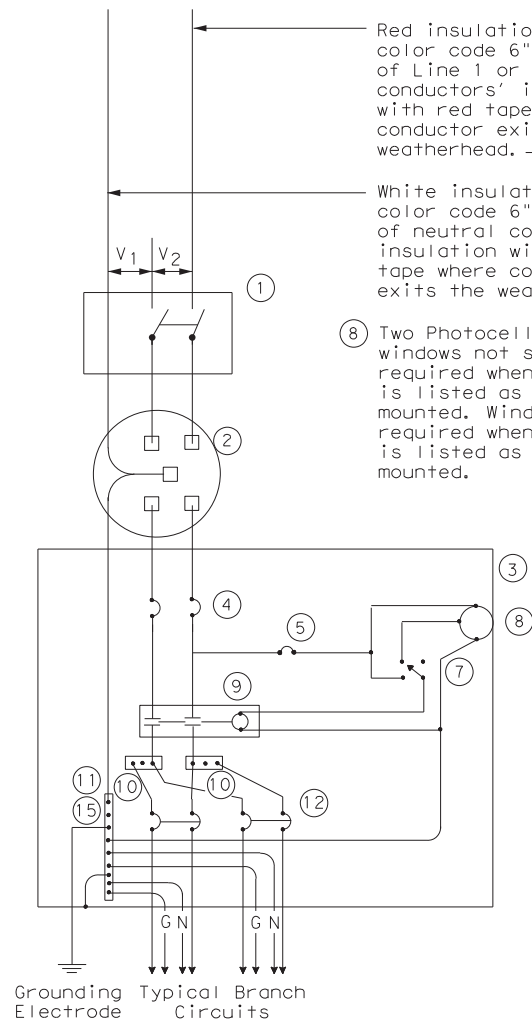 Red insulatio
color code 6"
of Line 1 or
conductors' i
with red tape
conductor exi
weatherhead.
White insulat
color code 6"
of neutral co
insulation wi
tape where co
exits the wea
V1
V2
1
8 Two Photocell
windows not s
required when
is listed as
mounted. Wind
required when
is listed as
mounted.
2
3
4
5
8
7
9
11
10
10
12
15
G N
G N
Grounding Electrode
Typical Branch Circuits